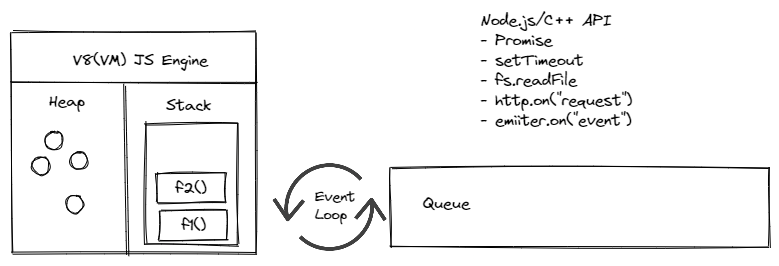 V8(VM) JS Engine
Heap
Stack
f2()
f1()
Event
Loop
Node.js/C++ API
- Promise
- setTimeout
- fs.readFile
- http.on("request")
- emiiter.on("event")
Queue